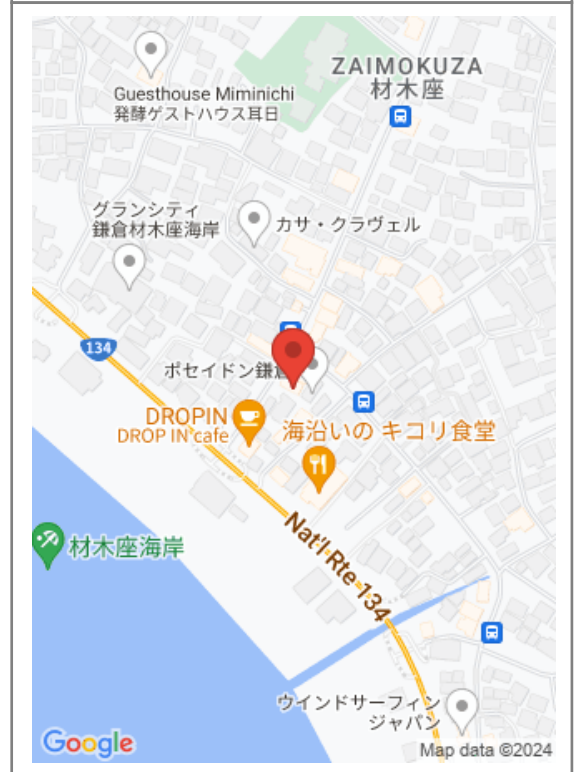 ZAIMOKUZA
材木座
Guesthouse Miminichi
発酵ゲストハウス耳日
グランシティ
鎌倉材木座海岸
カサ・クラヴェル
134
ポセイドン鎌倉
DROPIN
DROP IN cafe
海沿いの キコリ食堂
Nat'l Rte 134
材木座海岸
ウインドサーフィン
ジャパン
Google
Map data ©2024